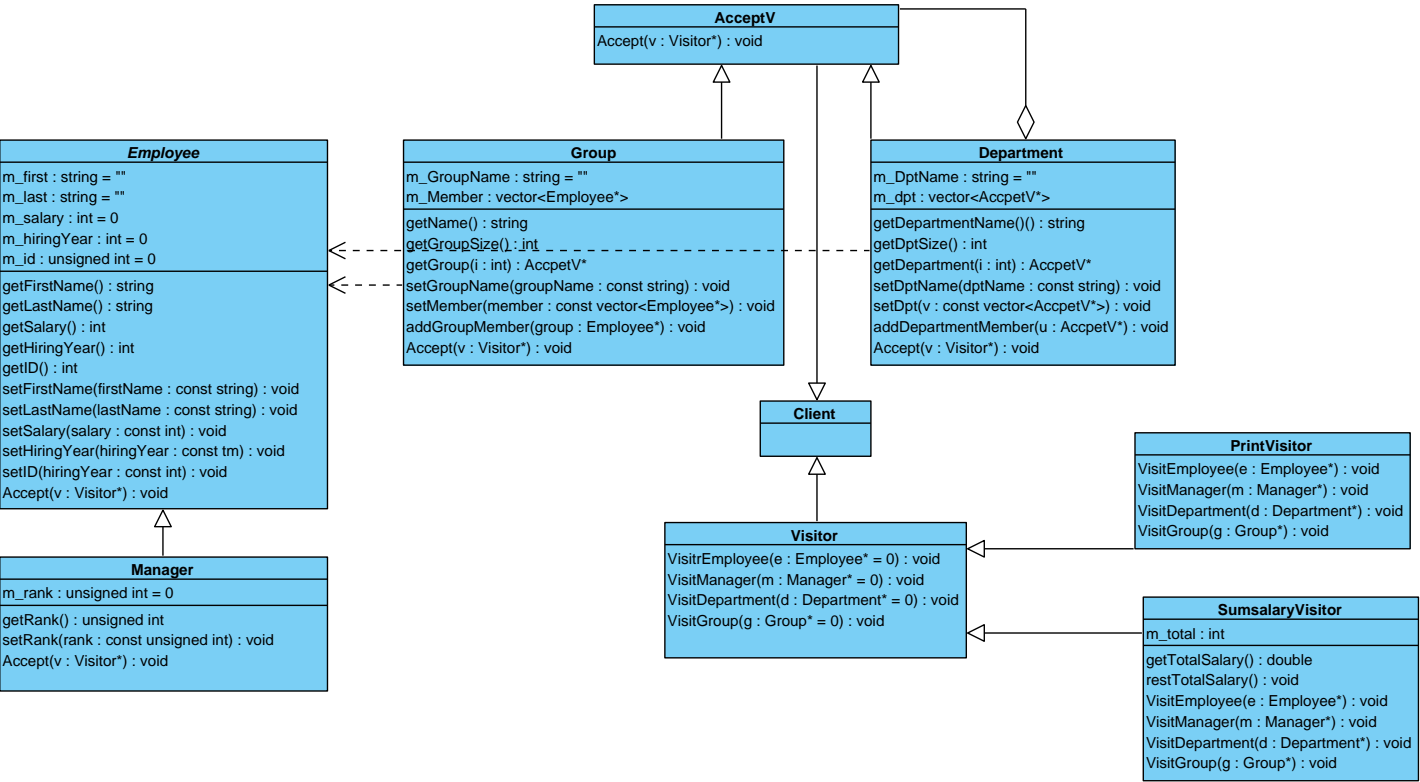 AcceptV
Accept(v : Visitor*) : void
Employee
m_first : string = ""
m_last : string = ""
m_salary : int = 0
m_hiringYear : int = 0
m_id : unsigned int = 0
getFirstName() : string
getLastName() : string
getSalary() : int
getHiringYear() : int
getID() : int
setFirstName(firstName : const string) : void
setLastName(lastName : const string) : void
setSalary(salary : const int) : void
setHiringYear(hiringYear : const tm) : void
setID(hiringYear : const int) : void
Accept(v : Visitor*) : void
Group
m_GroupName : string = ""
m_Member : vector<Employee*>
getName() : string
getGroupSize() : int
getGroup(i : int) : AccpetV*
setGroupName(groupName : const string) : void
setMember(member : const vector<Employee*>) : void
addGroupMember(group : Employee*) : void
Accept(v : Visitor*) : void
Department
m_DptName : string = ""
m_dpt : vector<AccpetV*>
getDepartmentName()() : string
getDptSize() : int
getDepartment(i : int) : AccpetV*
setDptName(dptName : const string) : void
setDpt(v : const vector<AccpetV*>) : void
addDepartmentMember(u : AccpetV*) : void
Accept(v : Visitor*) : void
Client
Manager
m_rank : unsigned int = 0
getRank() : unsigned int
setRank(rank : const unsigned int) : void
Accept(v : Visitor*) : void
Visitor
VisitrEmployee(e : Employee* = 0) : void
VisitManager(m : Manager* = 0) : void
VisitDepartment(d : Department* = 0) : void
VisitGroup(g : Group* = 0) : void
PrintVisitor
VisitEmployee(e : Employee*) : void
VisitManager(m : Manager*) : void
VisitDepartment(d : Department*) : void
VisitGroup(g : Group*) : void
SumsalaryVisitor
m_total : int
getTotalSalary() : double
restTotalSalary() : void
VisitEmployee(e : Employee*) : void
VisitManager(m : Manager*) : void
VisitDepartment(d : Department*) : void
VisitGroup(g : Group*) : void